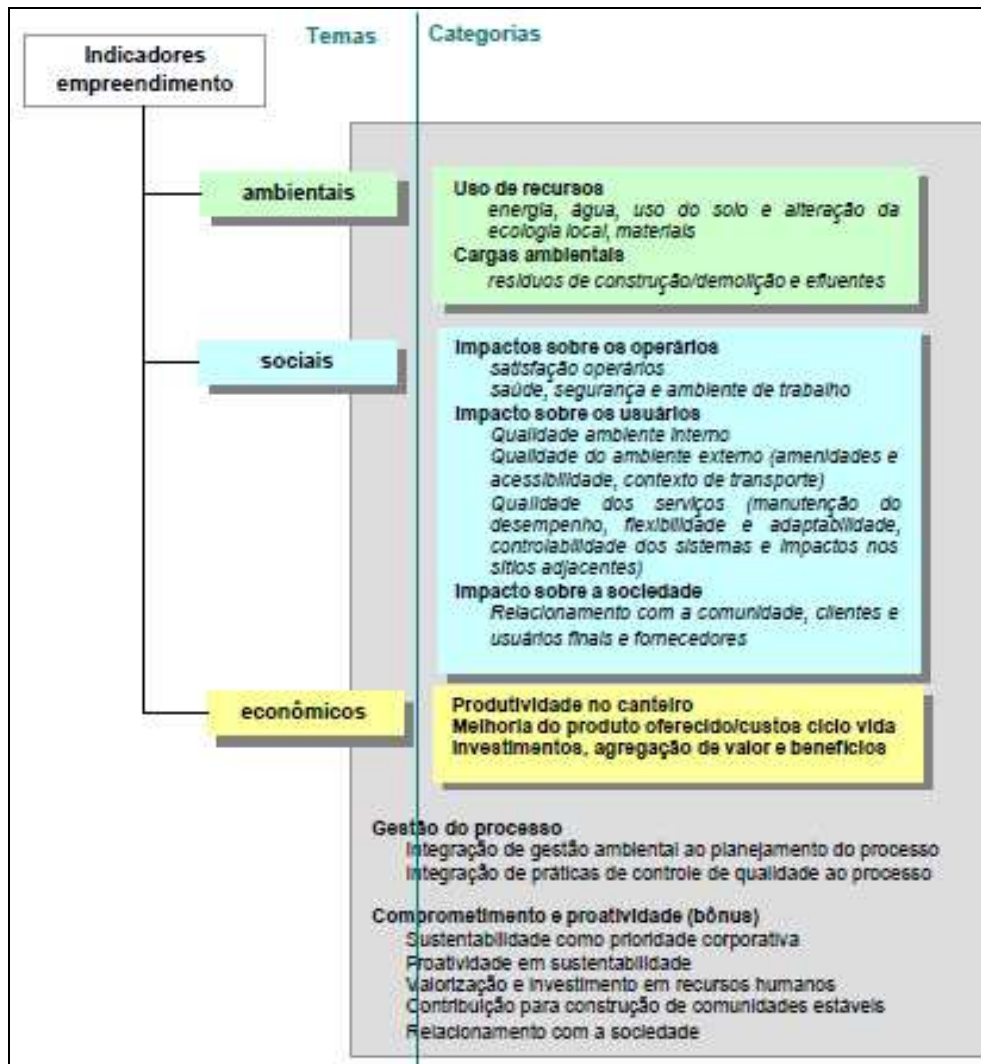 Temas
Categorias
Indicadores
empreendimento
ambientais
Uso de recursos
energia, água, uso do solo e alteração da
ecologia local, materiais
Cargas ambientais
resíduos de construção/demolição e efluentes
sociais
Impactos sobre os operários
satisfação operários
saúde, segurança e ambiente de trabalho
Impacto sobre os usuários
Qualidade ambiente interno
Qualidade do ambiente externo (amenidades e
acessibilidade, contexto de transporte)
Qualidade dos serviços (manutenção do
desempenho, flexibilidade e adaptabilidade,
controlabilidade dos sistemas e impactos nos
sítios adjacentes)
Impacto sobre a sociedade
Relacionamento com a comunidade, clientes e
usuários finais e fornecedores
econômicos
Produtividade no canteiro
Melhoria do produto oferecido/custos ciclo vida
Investimentos, agregação de valor e benefícios
Gestão do processo
Integração de gestão ambiental ao planejamento do processo
Integração de práticas de controle de qualidade ao processo
Comprometimento e proatividade (bônus)
Sustentabilidade como prioridade corporativa
Proatividade em sustentabilidade
Valorização e investimento em recursos humanos
Contribuição para construção de comunidades estáveis
Relacionamento com a sociedade